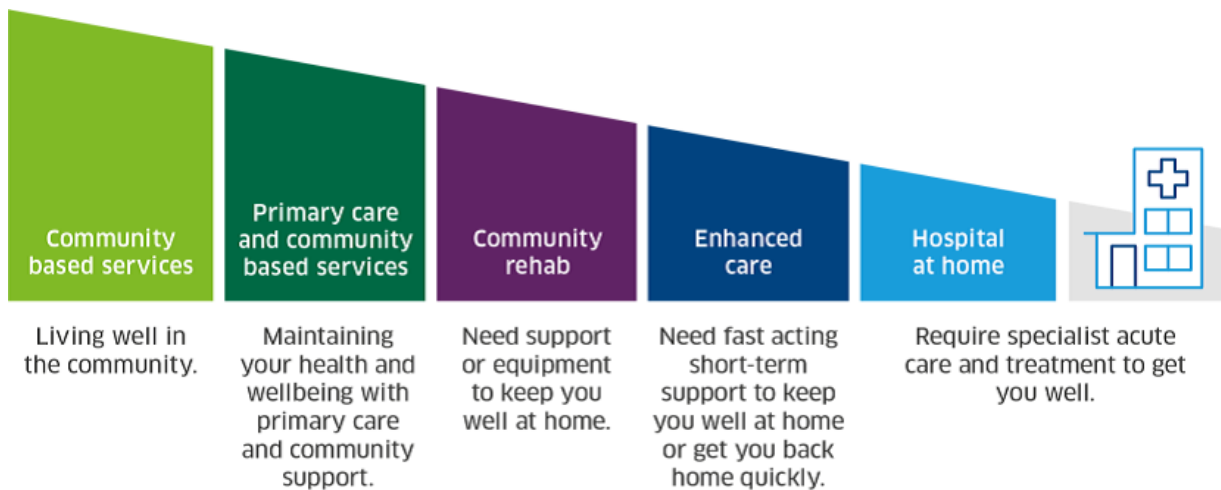 Community
based services
Primary care
and community
based services
Community
rehab
Enhanced
care
Hospital
at home
Living well in
the community.
Maintaining
your health and
wellbeing with
primary care
and community
support.
Need support
or equipment
to keep you
well at home.
Need fast acting
short-term
support to keep
you well at home
or get you back
home quickly.
Require specialist acute
care and treatment to get
you well.